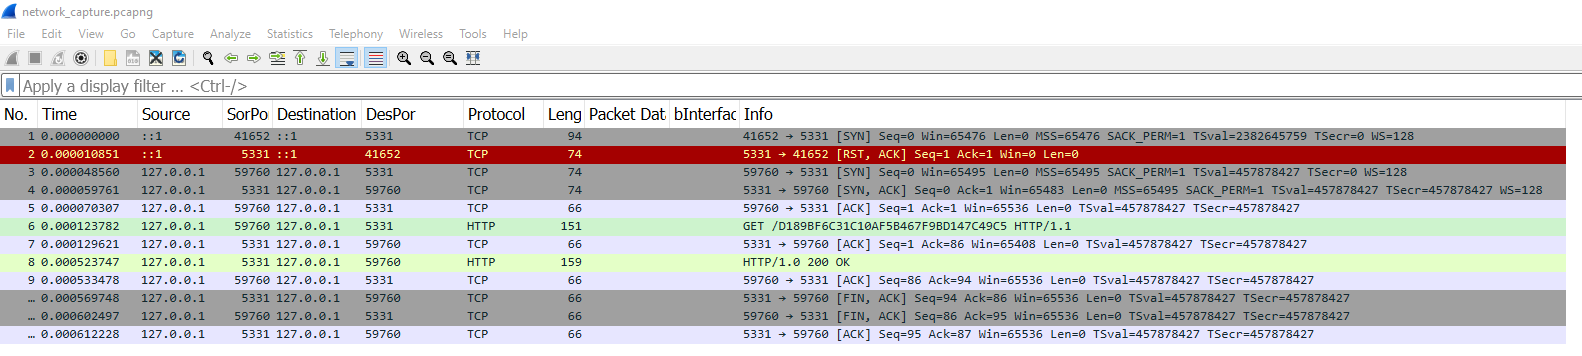 network_capture.pcapng
File Edit View Go Capture Analyze Statistics Telephony Wireless Tools Help
Apply a display filter ... <Ctrl-/>
No. Time Source SorPo Destination DesPor Protocol Leng Packet Dat bInterfac Info
1 0.000000000 ::1 41652 ::1 5331 TCP 94 41652 → 5331 [SYN] Seq=0 Win=65476 Len=0 MSS=65476 SACK_PERM=1 TSval=2382645759 TSecr=0 WS=128
2 0.000010851 ::1 5331 ::1 41652 TCP 74 5331 → 41652 [RST, ACK] Seq=1 Ack=1 Win=0 Len=0
3 0.000048560 127.0.0.1 59760 127.0.0.1 5331 TCP 74 59760 → 5331 [SYN] Seq=0 Win=65495 Len=0 MSS=65495 SACK_PERM=1 TSval=457878427 TSecr=0 WS=128
4 0.000059761 127.0.0.1 5331 127.0.0.1 59760 TCP 74 5331 → 59760 [SYN, ACK] Seq=0 Ack=1 Win=65483 Len=0 MSS=65495 SACK_PERM=1 TSval=457878427 TSecr=457878427 WS=128
5 0.000070307 127.0.0.1 59760 127.0.0.1 5331 TCP 66 59760 → 5331 [ACK] Seq=1 Ack=1 Win=65536 Len=0 TSval=457878427 TSecr=457878427
6 0.000123782 127.0.0.1 59760 127.0.0.1 5331 HTTP 151 GET /D189BF6C31C10AF5B467F9BD147C49C5 HTTP/1.1
7 0.000129621 127.0.0.1 5331 127.0.0.1 59760 TCP 66 5331 → 59760 [ACK] Seq=1 Ack=86 Win=65408 Len=0 TSval=457878427 TSecr=457878427
8 0.000523747 127.0.0.1 5331 127.0.0.1 59760 HTTP 159 HTTP/1.0 200 OK
9 0.000533478 127.0.0.1 59760 127.0.0.1 5331 TCP 66 59760 → 5331 [ACK] Seq=86 Ack=94 Win=65536 Len=0 TSval=457878427 TSecr=457878427
… 0.000569748 127.0.0.1 5331 127.0.0.1 59760 TCP 66 5331 → 59760 [FIN, ACK] Seq=94 Ack=86 Win=65536 Len=0 TSval=457878427 TSecr=457878427
… 0.000602497 127.0.0.1 59760 127.0.0.1 5331 TCP 66 59760 → 5331 [FIN, ACK] Seq=86 Ack=95 Win=65536 Len=0 TSval=457878427 TSecr=457878427
… 0.000612228 127.0.0.1 5331 127.0.0.1 59760 TCP 66 5331 → 59760 [ACK] Seq=95 Ack=87 Win=65536 Len=0 TSval=457878427 TSecr=457878427